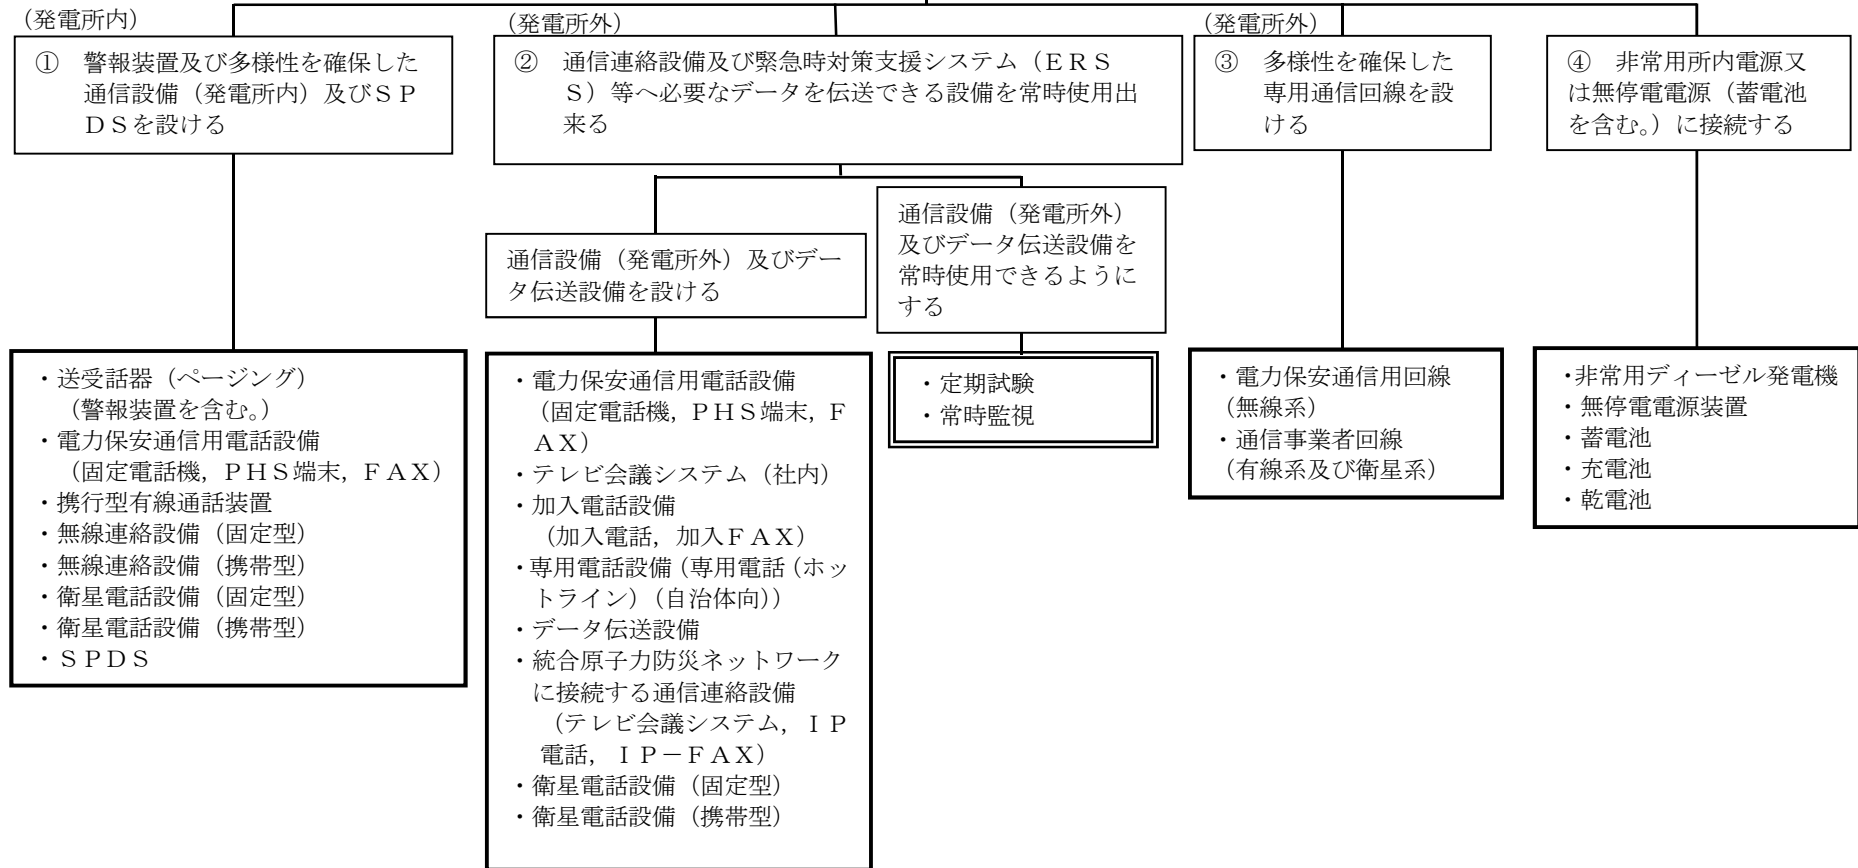 （発電所内）
① 警報装置及び多様性を確保した
通信設備（発電所内）及びＳＰ
ＤＳを設ける
・送受話器（ページング）
（警報装置を含む。）
・電力保安通信用電話設備
（固定電話機，ＰＨＳ端末，ＦＡＸ）
・携行型有線通話装置
・無線連絡設備（固定型）
・無線連絡設備（携帯型）
・衛星電話設備（固定型）
・衛星電話設備（携帯型）
・ＳＰＤＳ
（発電所外）
② 通信連絡設備及び緊急時対策支援システム（ＥＲＳ
Ｓ）等へ必要なデータを伝送できる設備を常時使用出
来る
通信設備（発電所外）及びデー
タ伝送設備を設ける
・電力保安通信用電話設備
（固定電話機，ＰＨＳ端末，Ｆ
ＡＸ）
・テレビ会議システム（社内）
・加入電話設備
（加入電話，加入ＦＡＸ）
・専用電話設備（専用電話（ホッ
トライン）（自治体向））
・データ伝送設備
・統合原子力防災ネットワーク
に接続する通信連絡設備
（テレビ会議システム，ＩＰ
電話，ＩＰ－ＦＡＸ）
・衛星電話設備（固定型）
・衛星電話設備（携帯型）
通信設備（発電所外）
及びデータ伝送設備を
常時使用できるように
する
・定期試験
・常時監視
（発電所外）
③ 多様性を確保した
専用通信回線を設
ける
・電力保安通信用回線
（無線系）
・通信事業者回線
（有線系及び衛星系）
④ 非常用所内電源又
は無停電電源（蓄電池
を含む。）に接続する
・非常用ディーゼル発電機
・無停電電源装置
・蓄電池
・充電池
・乾電池